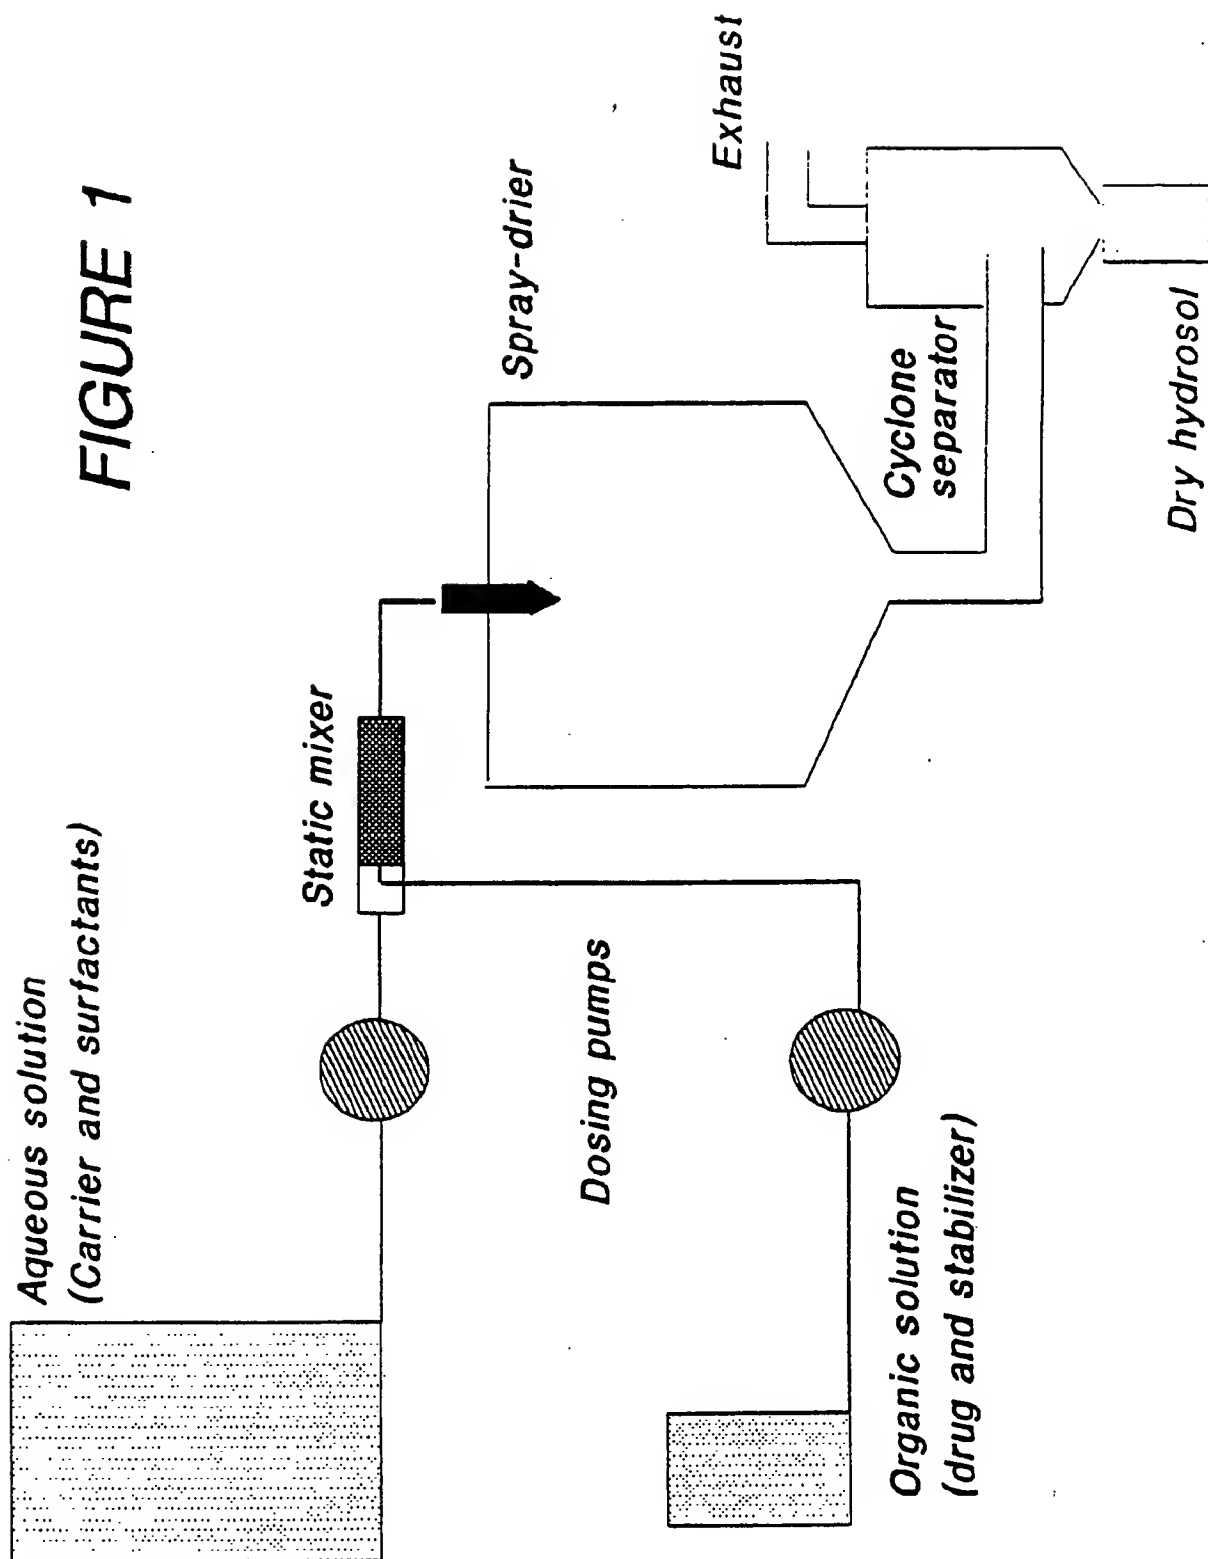 FIGURE 1
Aqueous solution
(Carrier and surfactants)
Static mixer
Spray-drier
Exhaust
Dosing pumps
Cyclone
separator
Organic solution
(drug and stabilizer)
Dry hydrosol